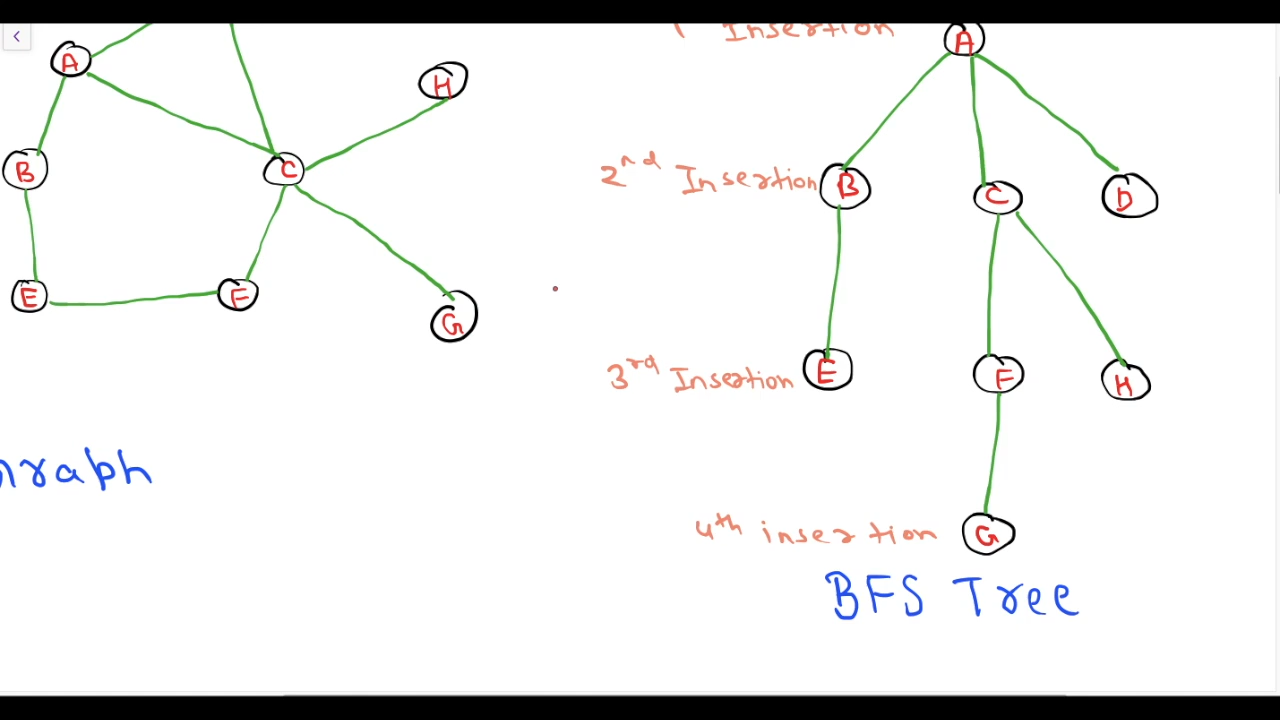 Insertion
A
A
H
B
C
2nd Insertion
B
C
D
E
F
G
3rd Insertion
E
F
H
raph
4th insertion
G
BFS Tree